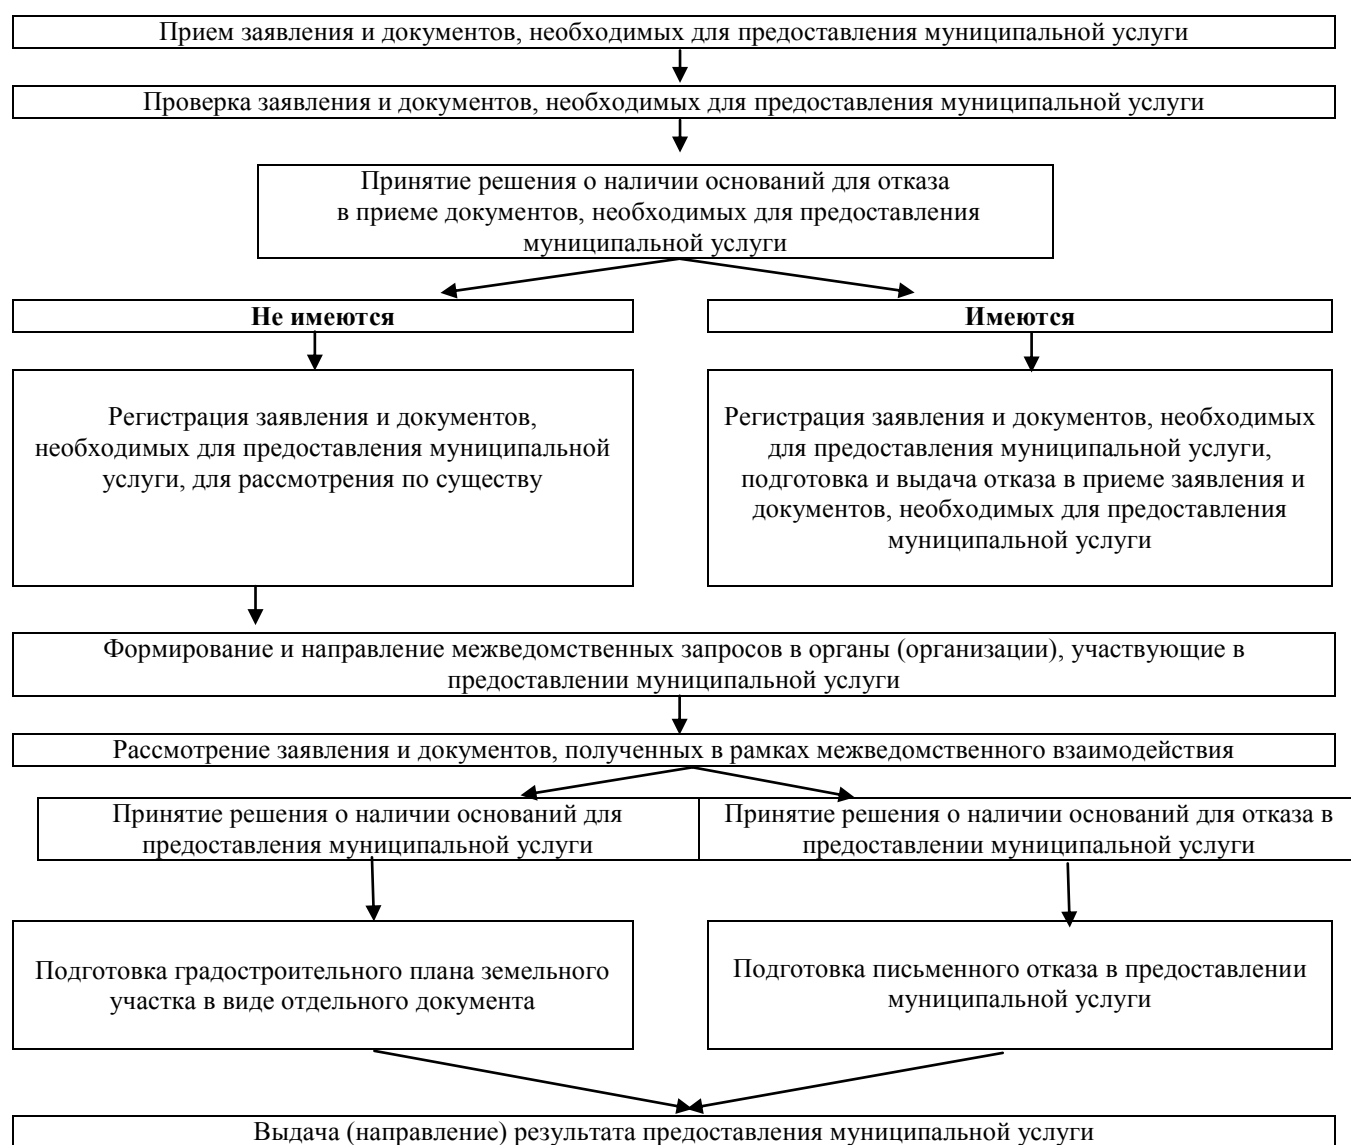 Прием заявления и документов, необходимых для предоставления муниципальной услуги
Проверка заявления и документов, необходимых для предоставления муниципальной услуги
Принятие решения о наличии оснований для отказа
в приеме документов, необходимых для предоставления
муниципальной услуги
Не имеются
Имеются
Регистрация заявления и документов,
необходимых для предоставления муниципальной
услуги, для рассмотрения по существу
Регистрация заявления и документов, необходимых
для предоставления муниципальной услуги,
подготовка и выдача отказа в приеме заявления и
документов, необходимых для предоставления
муниципальной услуги
Формирование и направление межведомственных запросов в органы (организации), участвующие в
предоставлении муниципальной услуги
Рассмотрение заявления и документов, полученных в рамках межведомственного взаимодействия
Принятие решения о наличии оснований для
предоставления муниципальной услуги
Принятие решения о наличии оснований для отказа в
предоставлении муниципальной услуги
Подготовка градостроительного плана земельного
участка в виде отдельного документа
Подготовка письменного отказа в предоставлении
муниципальной услуги
Выдача (направление) результата предоставления муниципальной услуги